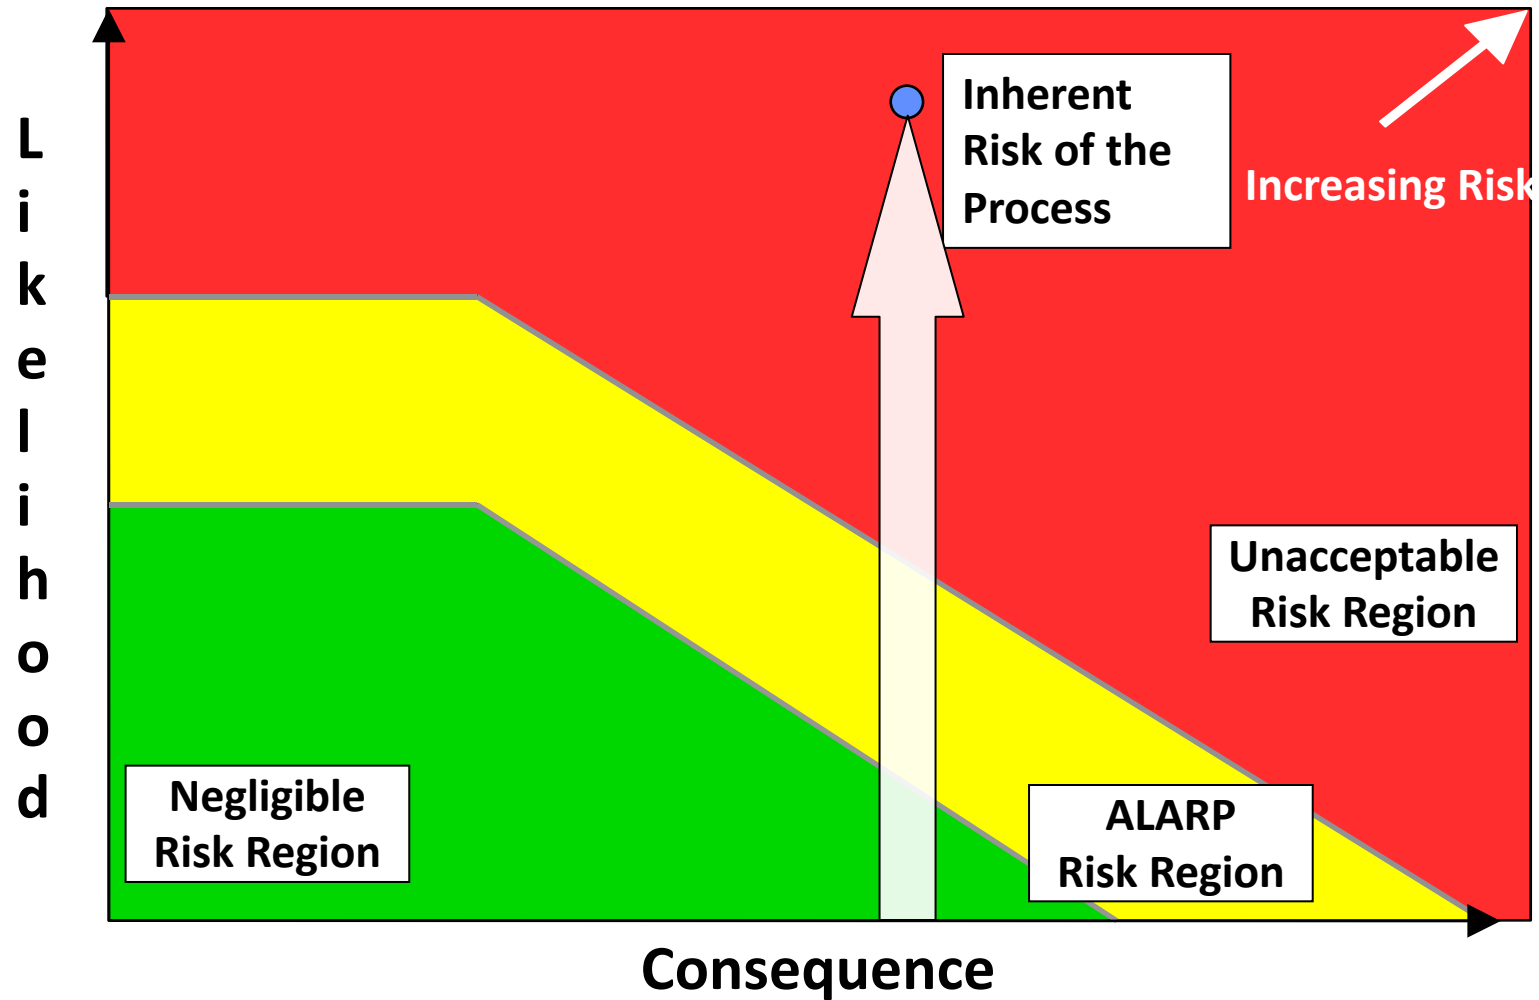 Likelihood
Inherent
Risk of the
Process
Increasing Risk
Unacceptable
Risk Region
Negligible
Risk Region
ALARP
Risk Region
Consequence